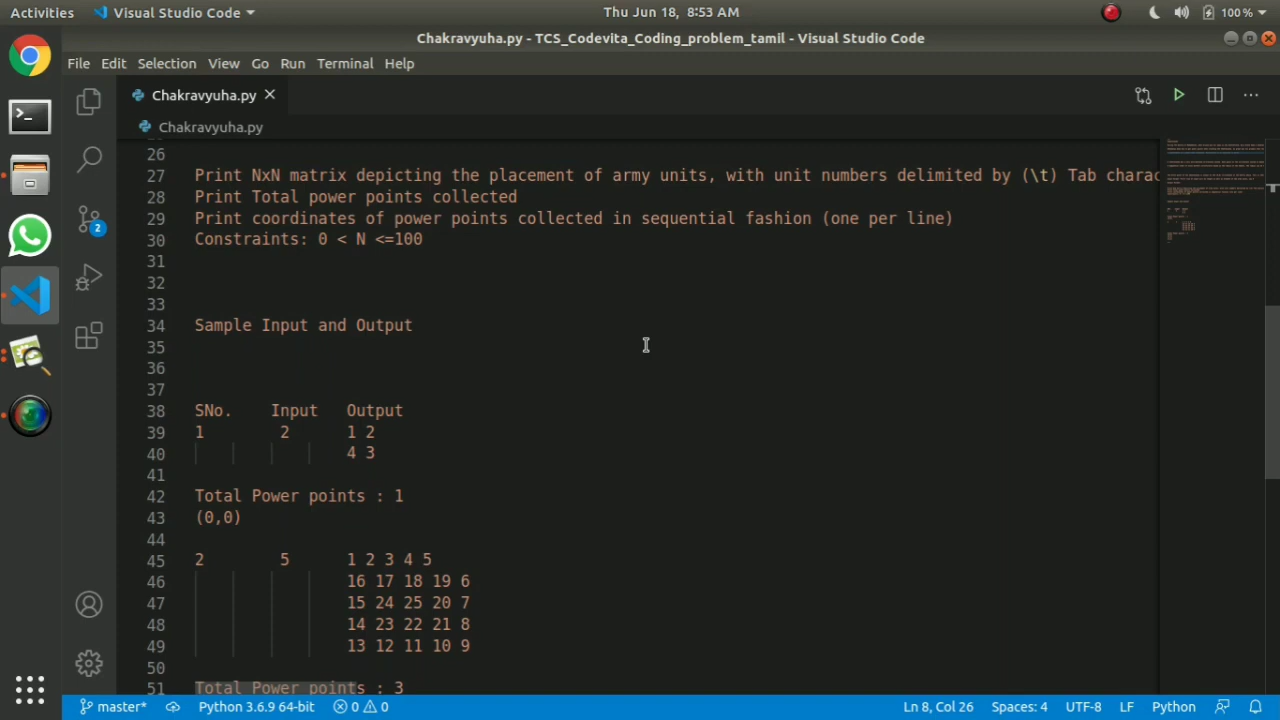 Activities Visual Studio Code Thu Jun 18, 8:53 AM 100%
Chakravyuha.py - TCS_Codevita_Coding_problem_tamil - Visual Studio Code
File Edit Selection View Go Run Terminal Help
Chakravyuha.py
Chakravyuha.py
26
27 Print NxN matrix depicting the placement of army units, with unit numbers delimited by (\t) Tab charac
28 Print Total power points collected
29 Print coordinates of power points collected in sequential fashion (one per line)
30 Constraints: 0 < N <=100
31
32
33
34 Sample Input and Output
35
36
37
38 SNo. Input Output
39 1 2 1 2
40 4 3
41
42 Total Power points : 1
43 (0,0)
44
45 2 5 1 2 3 4 5
46 16 17 18 19 6
47 15 24 25 20 7
48 14 23 22 21 8
49 13 12 11 10 9
50
51 Total Power points : 3
2
master* Python 3.6.9 64-bit 0 0 Ln 8, Col 26 Spaces: 4 UTF-8 LF Python